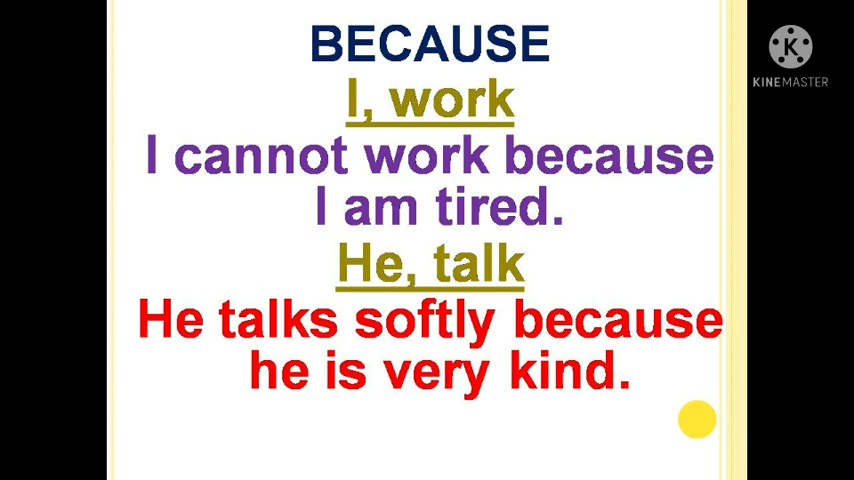 BECAUSE
I, work
I cannot work because
I am tired.
He, talk
He talks softly because
he is very kind.
K
KINEMASTER